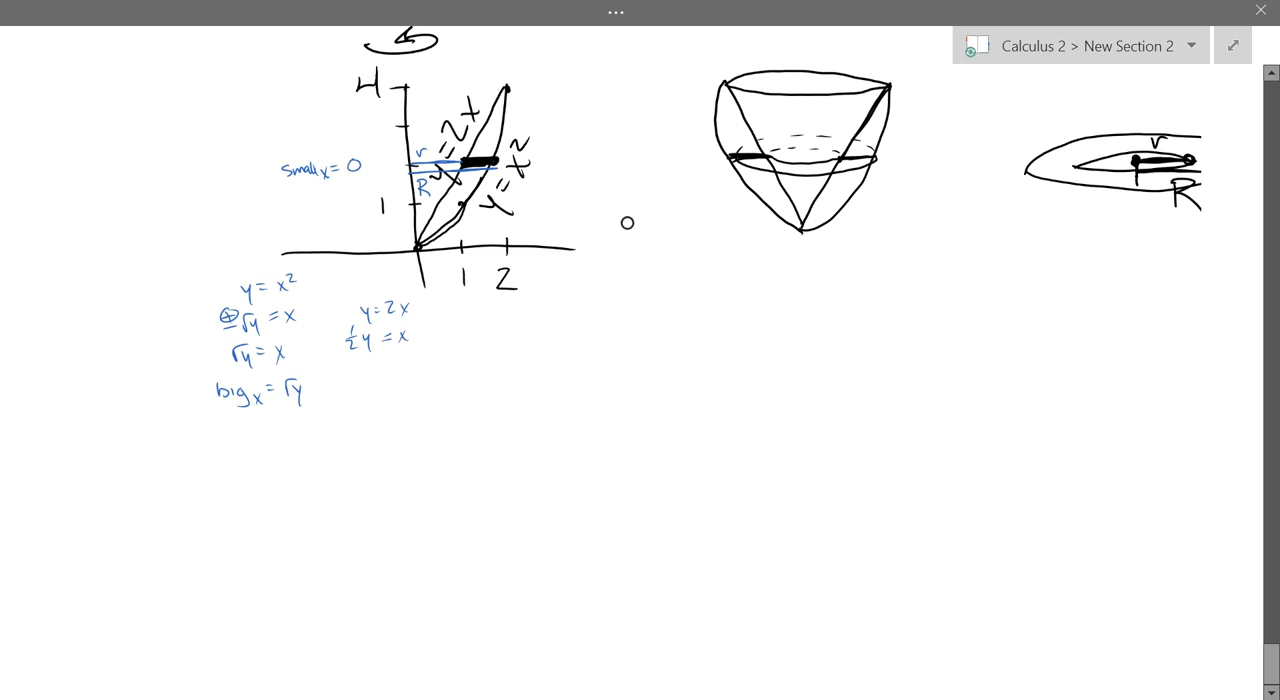 ...
Calculus 2 > New Section 2
4
y = 2x
y = x²
r
R
small x = 0
1
1 2
r
R
y = x²
⊕√y = x
√y = x
big x = √y
y = 2x
½y = x